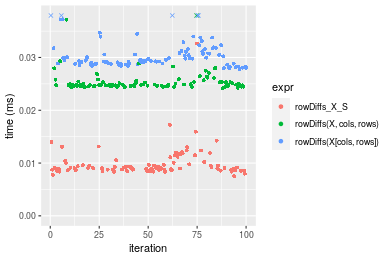 time (ms)
0.03
0.02
0.01
0.00
0
25
50
75
100
iteration
expr
rowDiffs_X_S
rowDiffs(X, cols, rows)
rowDiffs(X[cols, rows])